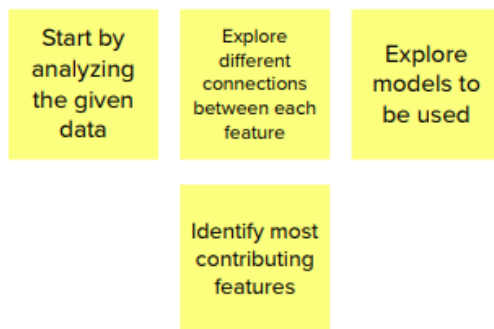 Start by
analyzing
the given
data
Explore
different
connections
between each
feature
Explore
models to
be used
Identify most
contributing
features